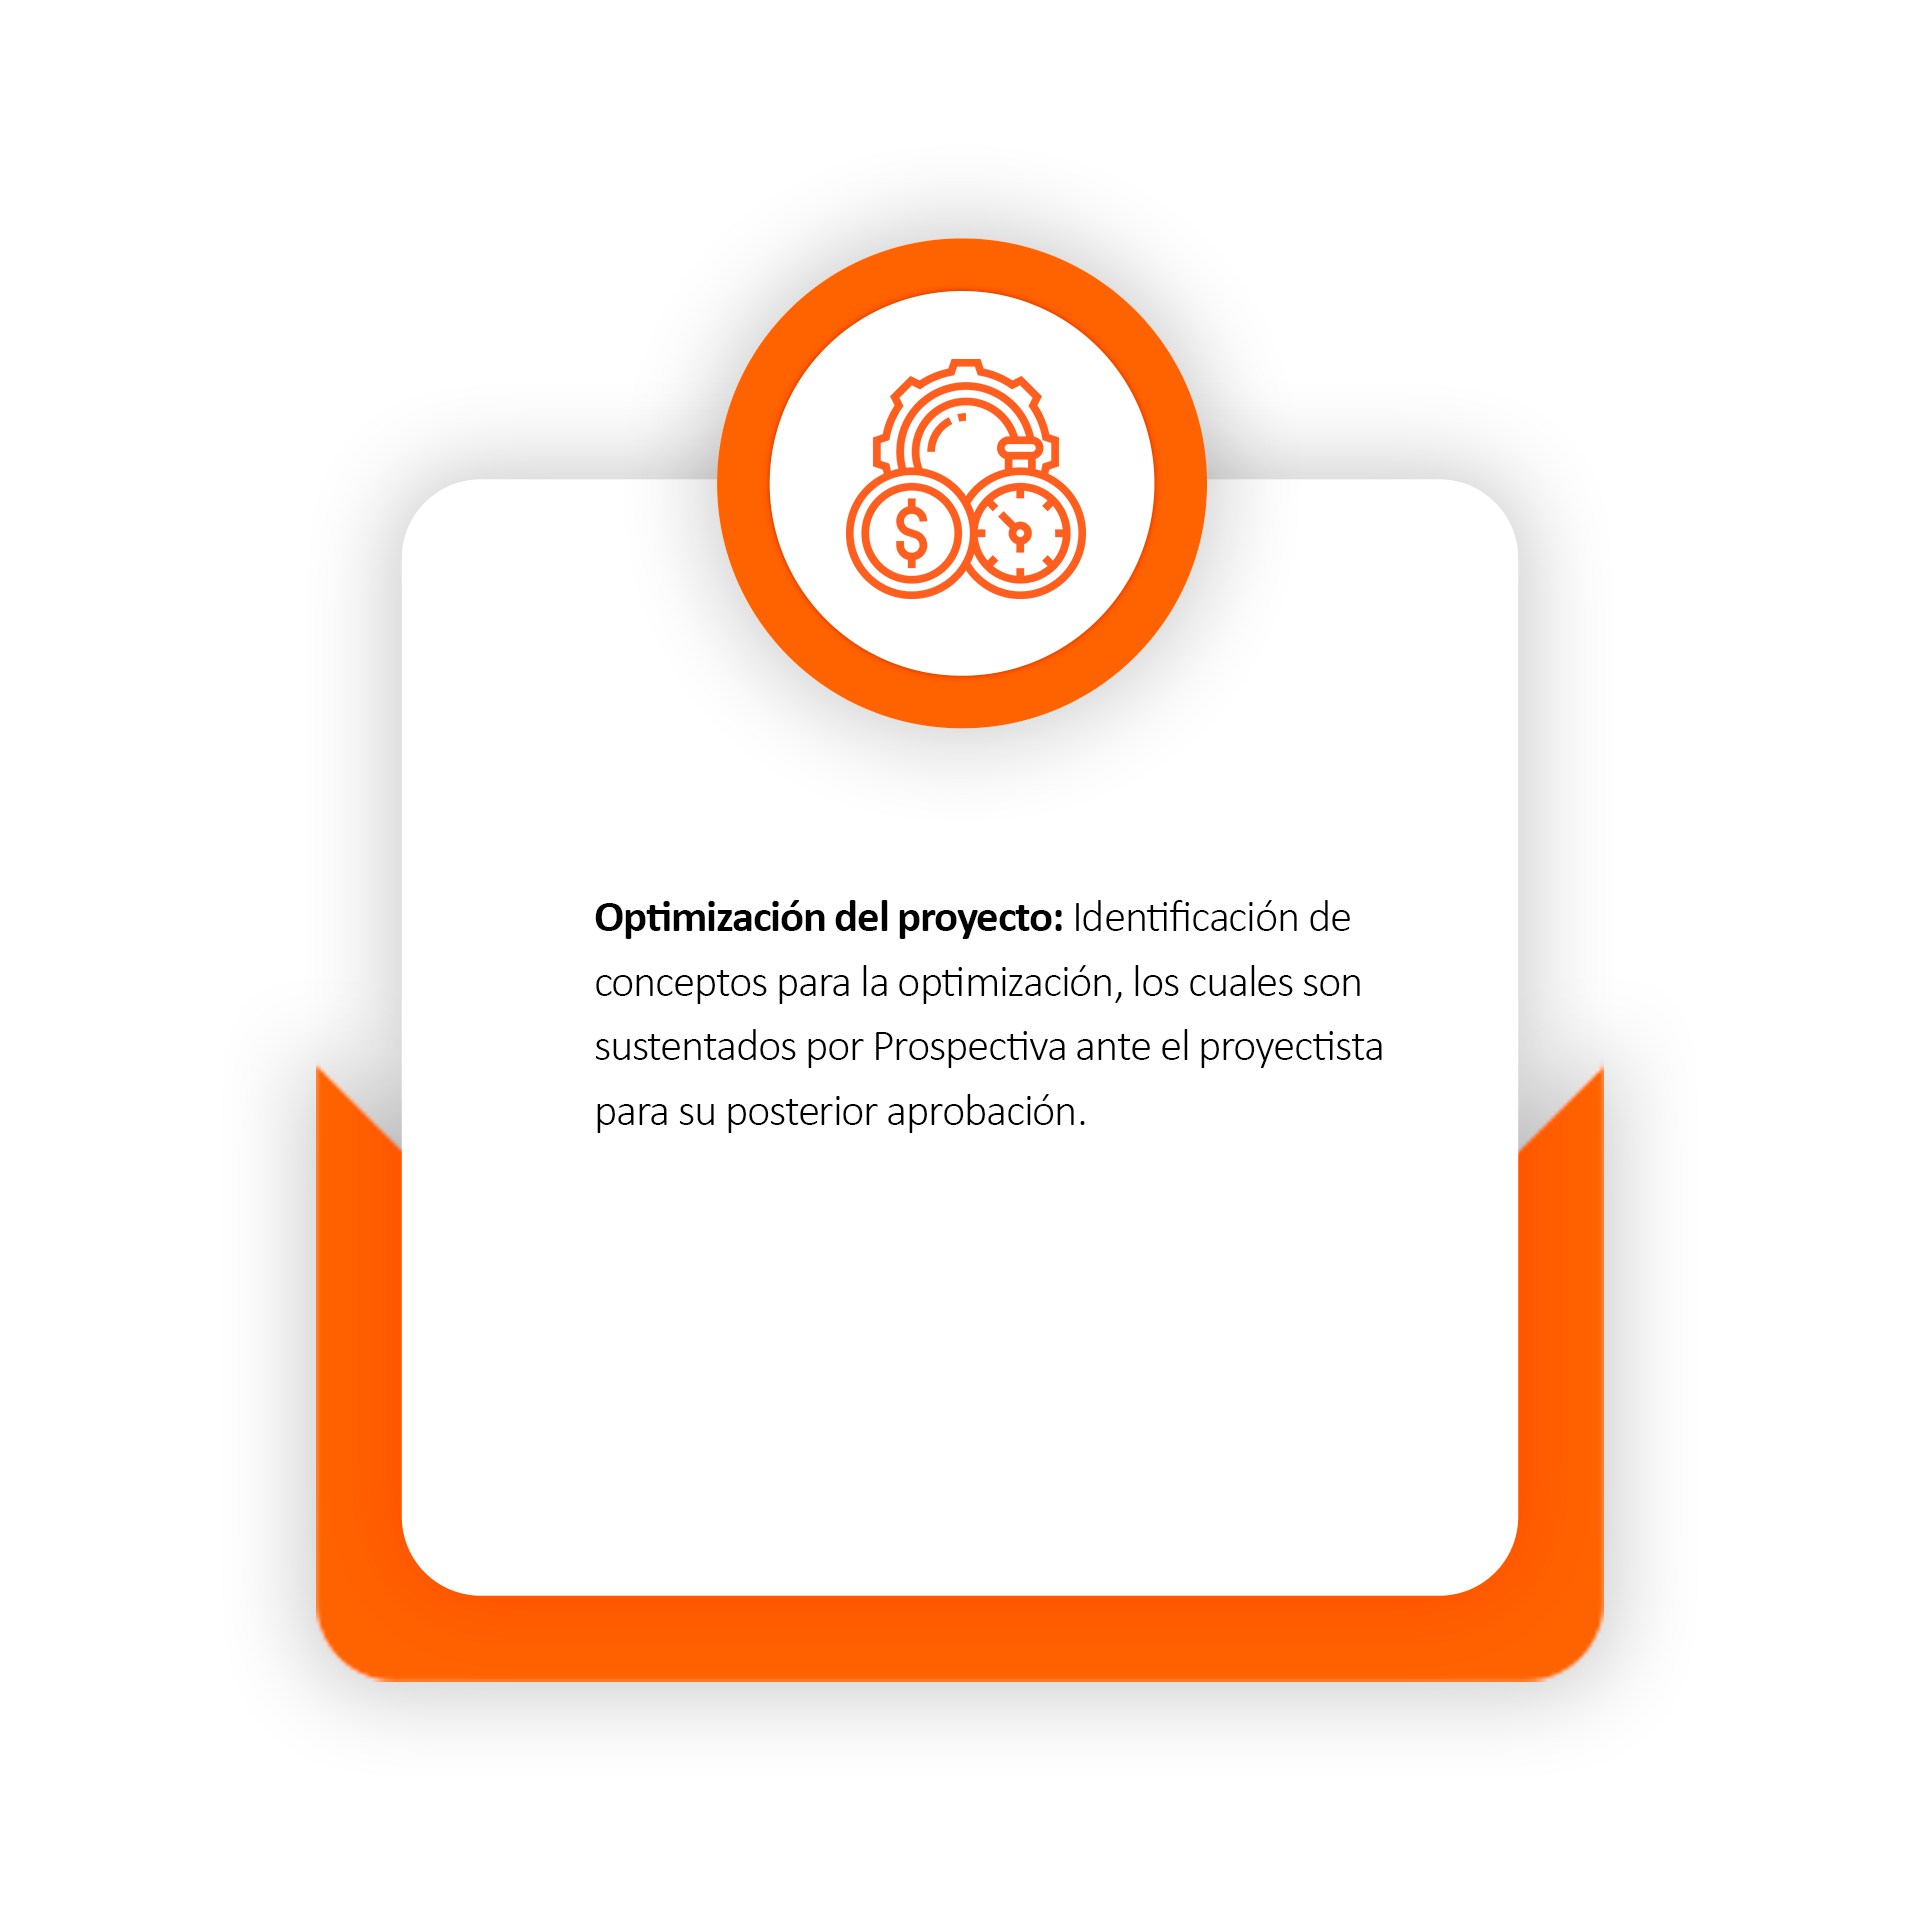 Optimización del proyecto: Identificación de
conceptos para la optimización, los cuales son
sustentados por Prospectiva ante el proyectista
para su posterior aprobación.